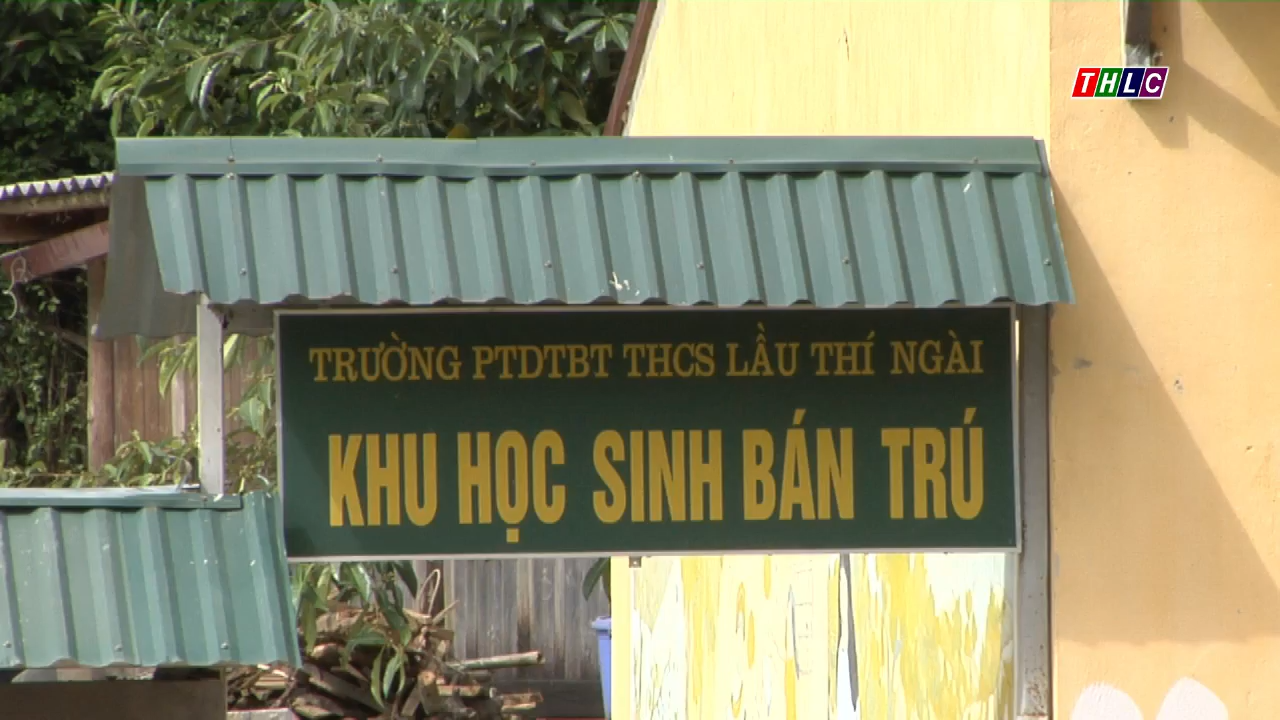 THLC
TRƯỜNG PTDTBT THCS LẦU THÍ NGÀI
KHU HỌC SINH BÁN TRÚ